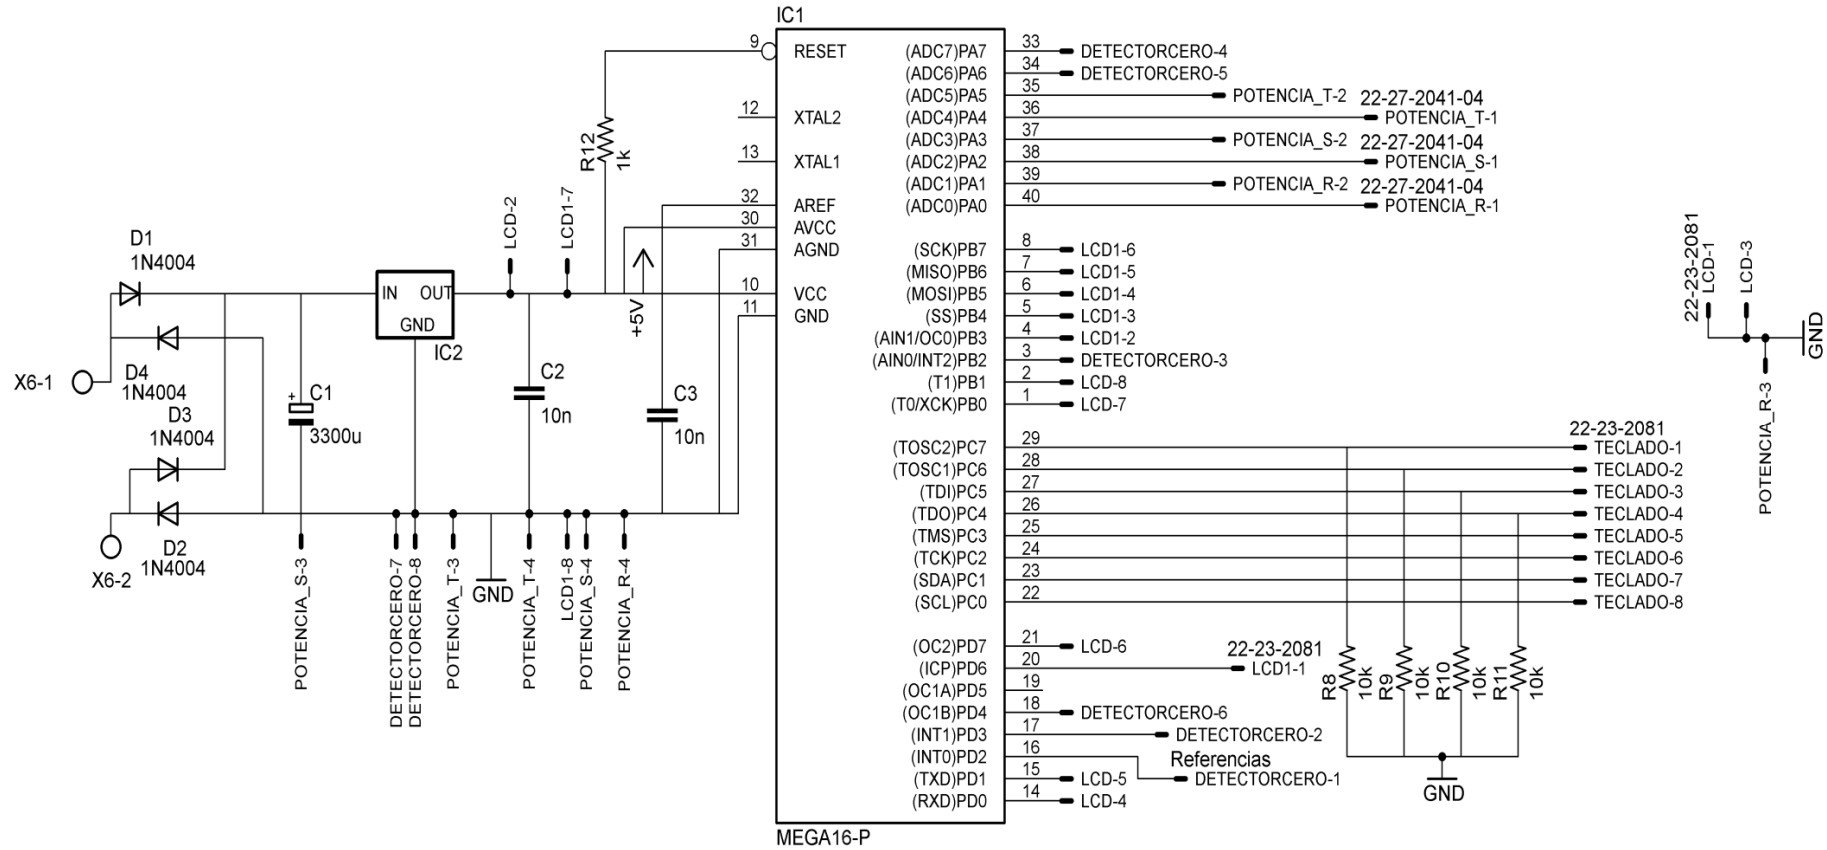 IC1
9 RESET
12 XTAL2
13 XTAL1
32 AREF
30 AVCC
31 AGND
10 VCC
11 GND
(ADC7)PA7 33 DETECTORCERO-4
(ADC6)PA6 34 DETECTORCERO-5
(ADC5)PA5 35 POTENCIA_T-2 22-27-2041-04
(ADC4)PA4 36 POTENCIA_T-1
(ADC3)PA3 37 POTENCIA_S-2 22-27-2041-04
(ADC2)PA2 38 POTENCIA_S-1
(ADC1)PA1 39 POTENCIA_R-2 22-27-2041-04
(ADC0)PA0 40 POTENCIA_R-1
(SCK)PB7 8 LCD1-6
(MISO)PB6 7 LCD1-5
(MOSI)PB5 6 LCD1-4
(SS)PB4 5 LCD1-3
(AIN1/OC0)PB3 4 LCD1-2
(AIN0/INT2)PB2 3 DETECTORCERO-3
(T1)PB1 2 LCD-8
(T0/XCK)PB0 1 LCD-7
22-23-2081
(TOSC2)PC7 29 TECLADO-1
(TOSC1)PC6 28 TECLADO-2
(TDI)PC5 27 TECLADO-3
(TDO)PC4 26 TECLADO-4
(TMS)PC3 25 TECLADO-5
(TCK)PC2 24 TECLADO-6
(SDA)PC1 23 TECLADO-7
(SCL)PC0 22 TECLADO-8
(OC2)PD7 21 LCD-6
22-23-2081
(ICP)PD6 20 LCD1-1
(OC1A)PD5 19
(OC1B)PD4 18 DETECTORCERO-6
(INT1)PD3 17 DETECTORCERO-2
(INT0)PD2 16 Referencias
DETECTORCERO-1
(TXD)PD1 15 LCD-5
(RXD)PD0 14 LCD-4
MEGA16-P
R12
1k
LCD-2
LCD1-7
+5V
D1
1N4004
D4
1N4004
D3
1N4004
D2
1N4004
X6-1
X6-2
C1
+
3300u
IN OUT
GND
IC2
C2
10n
C3
10n
POTENCIA_S-3
DETECTORCERO-7
DETECTORCERO-8
POTENCIA_T-3
GND
POTENCIA_T-4
LCD1-8
POTENCIA_S-4
POTENCIA_R-4
R8
10k
R9
10k
R10
10k
R11
10k
GND
22-23-2081
LCD-1
LCD-3
GND
POTENCIA_R-3